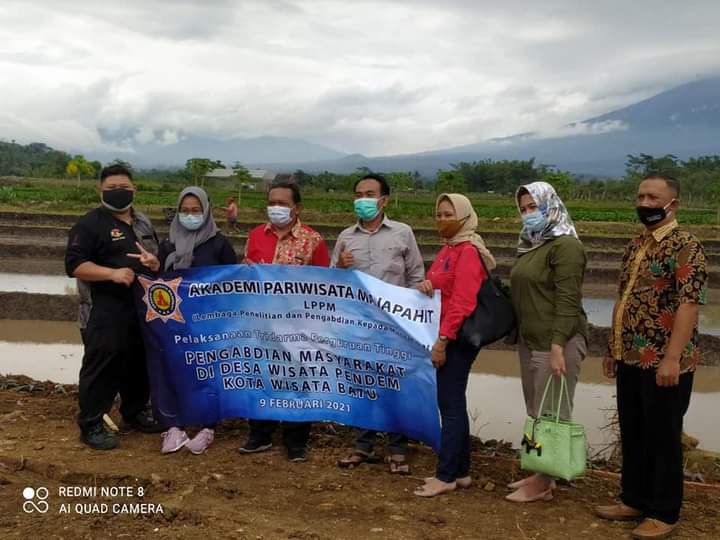 AKADEMI PARIWISATA MAJAPAHIT
LPPM
(Lembaga Penelitian dan Pengabdian Kepada
Pelaksanaan Tridarma Perguruan Tinggi
PENGABDIAN MASYARAKAT
DI DESA WISATA PENDEM
KOTA WISATA BATU
9 FEBRUARI 2021
REDMI NOTE 8
AI QUAD CAMERA